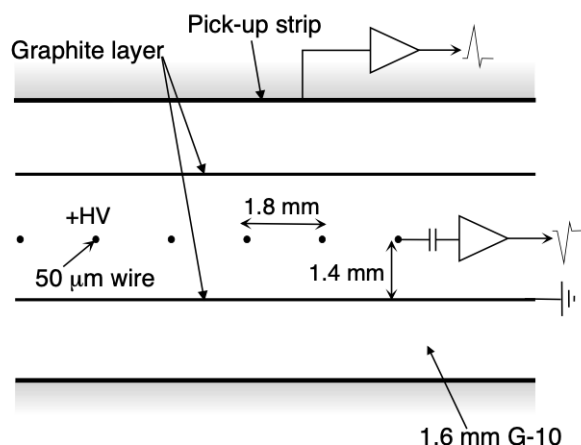 Pick-up strip
Graphite layer
1.8 mm
+HV
50 μm wire
1.4 mm
1.6 mm G-10